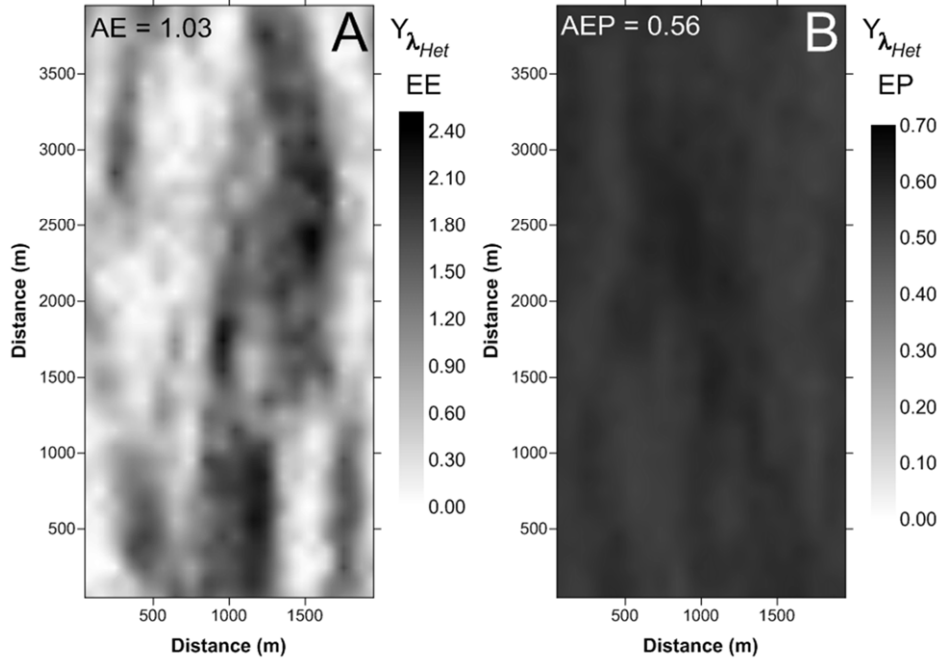 AE = 1.03
A
Y λHet
EE
2.40
2.10
1.80
1.50
1.20
0.90
0.60
0.30
0.00
3500
3000
2500
2000
1500
1000
500
Distance (m)
500 1000 1500
Distance (m)
AEP = 0.56
B
Y λHet
EP
0.70
0.60
0.50
0.40
0.30
0.20
0.10
0.00
3500
3000
2500
2000
1500
1000
500
Distance (m)
500 1000 1500
Distance (m)